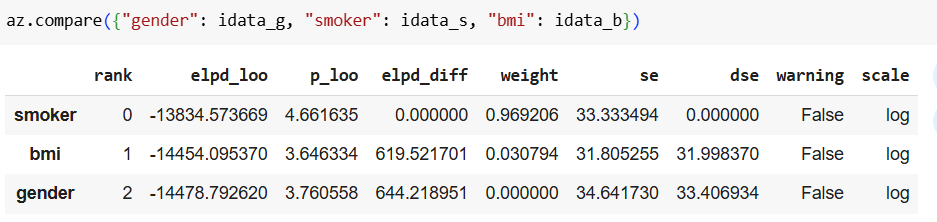 az.compare({"gender": idata_g, "smoker": idata_s, "bmi": idata_b})
rank elpd_loo p_loo elpd_diff weight se dse warning scale
smoker 0 -13834.573669 4.661635 0.000000 0.969206 33.333494 0.000000 False log
bmi 1 -14454.095370 3.646334 619.521701 0.030794 31.805255 31.998370 False log
gender 2 -14478.792620 3.760558 644.218951 0.000000 34.641730 33.406934 False log